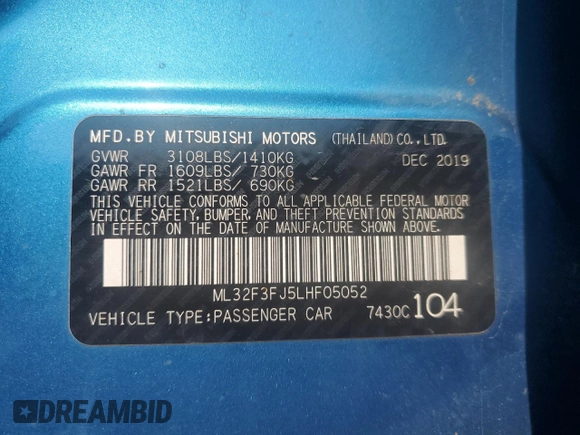 MFD. BY MITSUBISHI MOTORS (THAILAND) CO., LTD.
GVWR 3108LBS/1410KG DEC 2019
GAWR FR 1609LBS/ 730KG
GAWR RR 1521LBS/ 690KG
THIS VEHICLE CONFORMS TO ALL APPLICABLE FEDERAL MOTOR
VEHICLE SAFETY, BUMPER, AND THEFT PREVENTION STANDARDS
IN EFFECT ON THE DATE OF MANUFACTURE SHOWN ABOVE.
ML32F3FJ5LHF05052
VEHICLE TYPE:PASSENGER CAR 7430C 104
DREAMBID